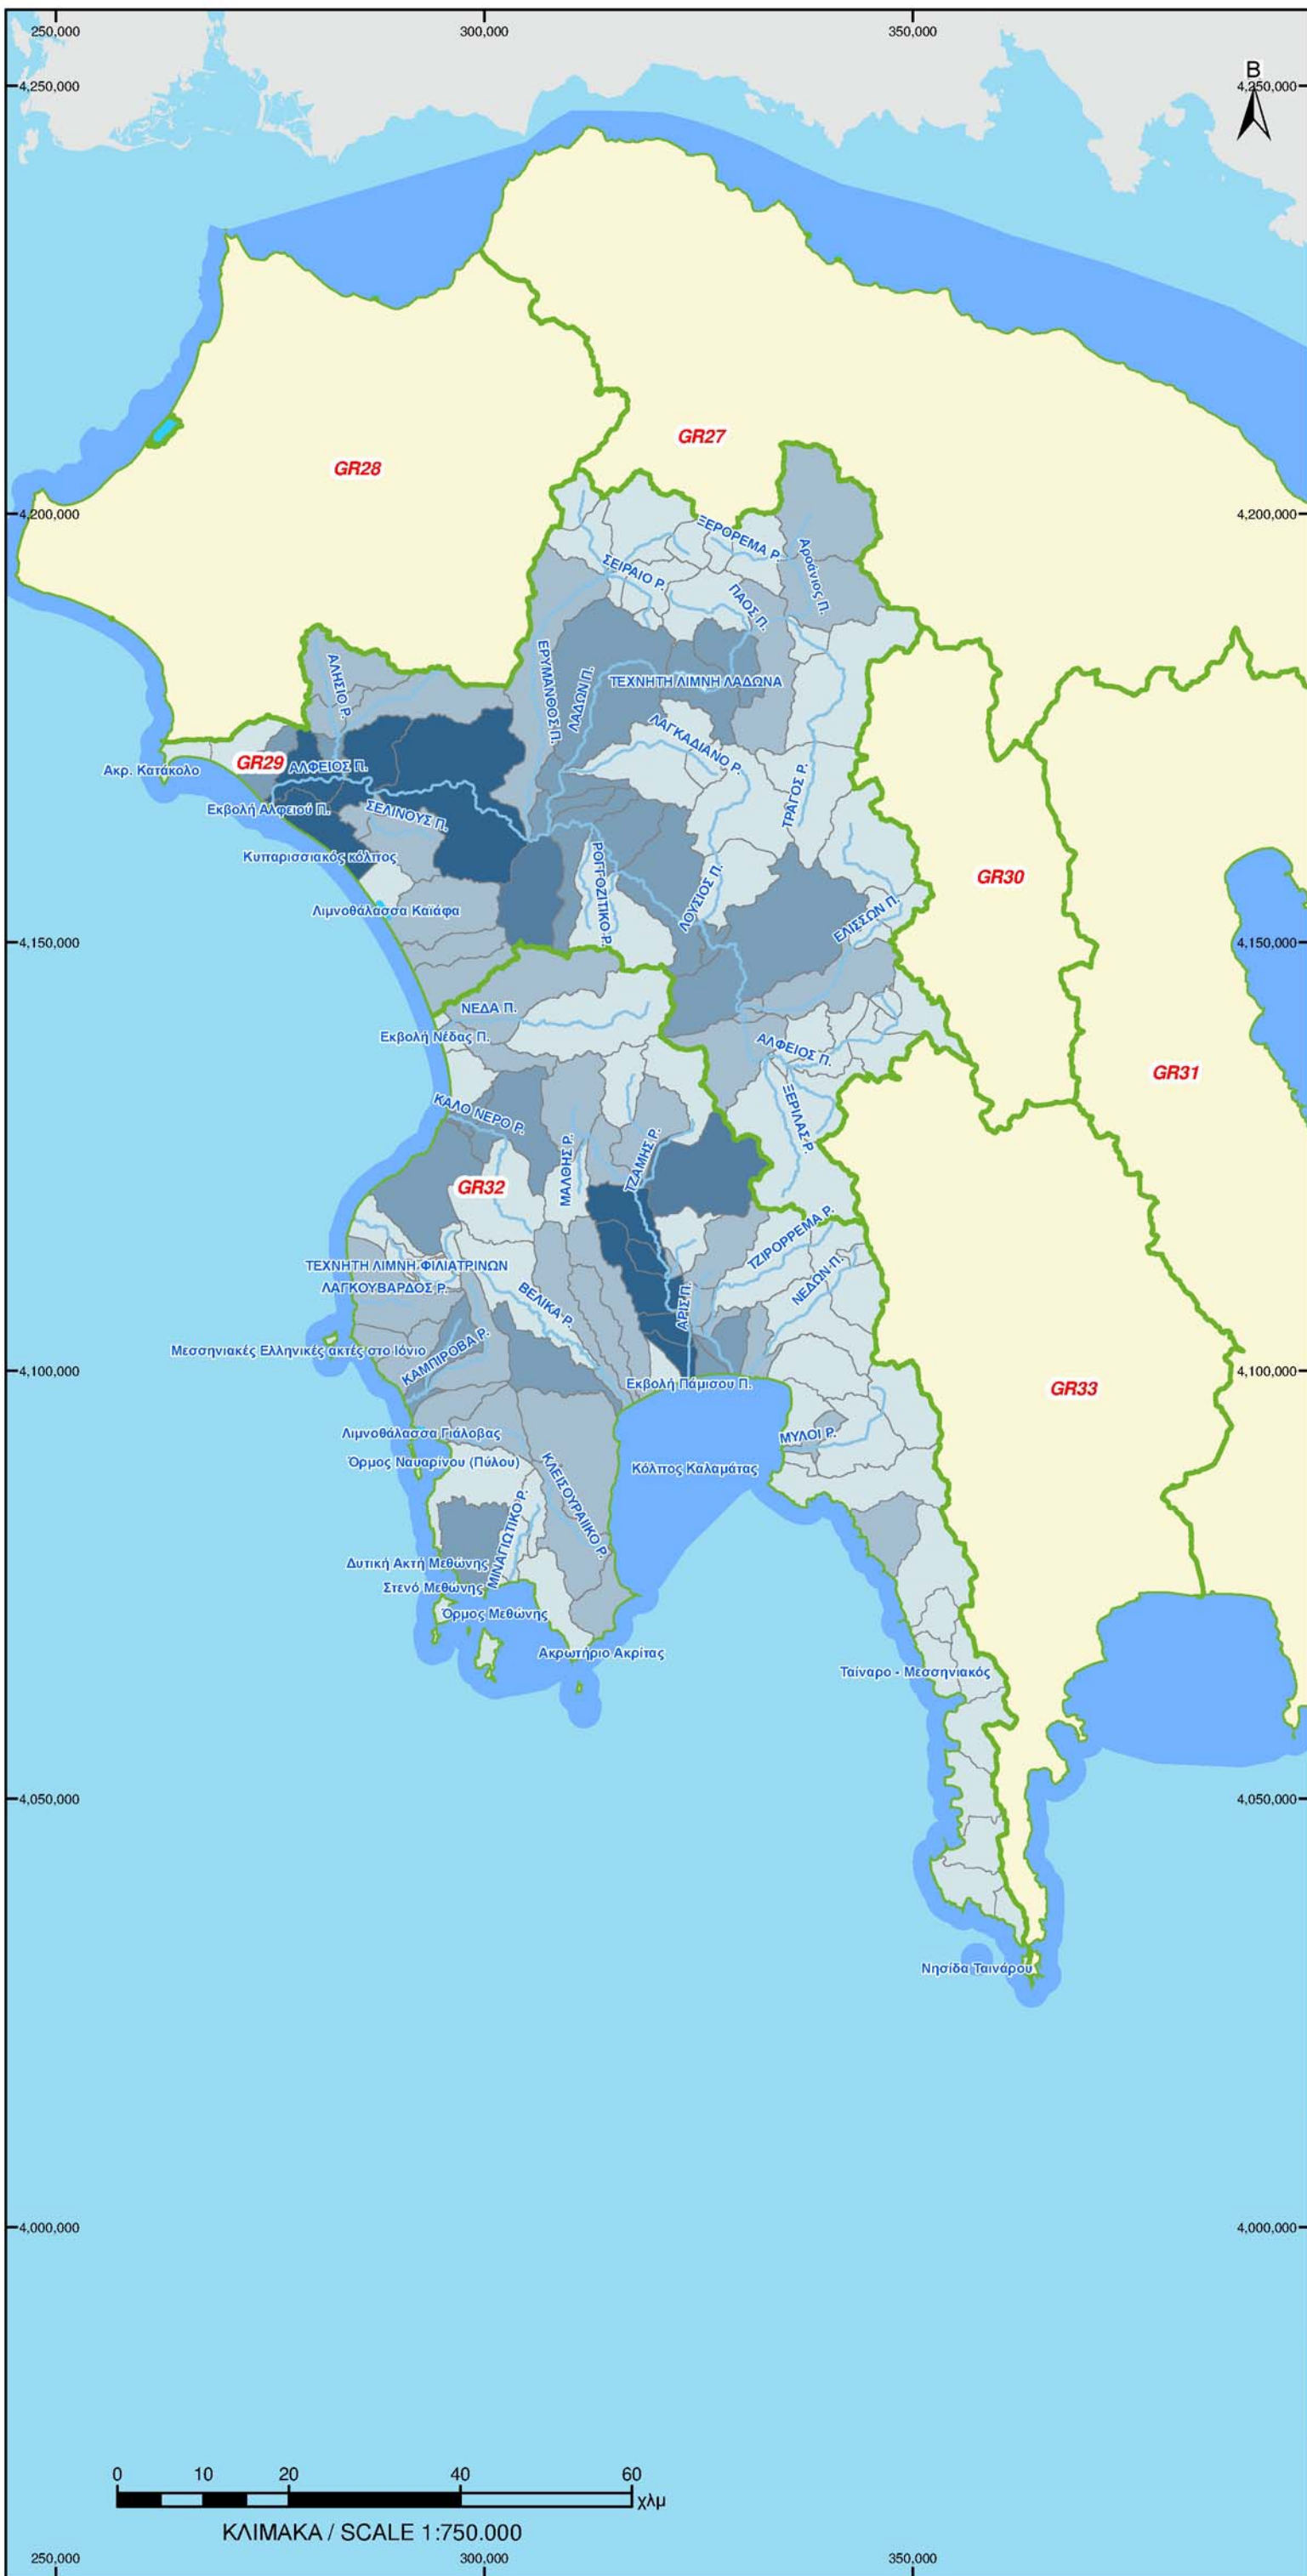 250,000
300,000
350,000
B
4,250,000
4,250,000
GR27
GR28
4,200,000
4,200,000
ΞΕΡΟΡΕΜΑ Ρ.
Αροάνιος Π.
ΣΕΙΡΑΙΟ Ρ.
ΠΑΟΣ Π.
ΑΛΗΣΙΟ Ρ.
ΕΡΥΜΑΝΘΟΣ Π.
ΛΑΔΩΝ Π.
ΤΕΧΝΗΤΗ ΛΙΜΝΗ ΛΑΔΩΝΑ
ΛΑΓΚΑΔΙΑΝΟ Ρ.
GR29
ΑΛΦΕΙΟΣ Π.
Ακρ. Κατάκολο
ΤΡΑΓΟΣ Ρ.
Εκβολή Αλφειού Π.
ΣΕΛΙΝΟΥΣ Π.
Κυπαρισσιακός κόλπος
GR30
ΡΟΓΓΟΖΙΤΙΚΟ Ρ.
ΛΟΥΣΙΟΣ Π.
Λιμνοθάλασσα Καϊάφα
ΕΛΙΣΣΩΝ Π.
4,150,000
4,150,000
ΝΕΔΑ Π.
Εκβολή Νέδας Π.
ΑΛΦΕΙΟΣ Π.
GR31
ΚΑΛΟ ΝΕΡΟ Ρ.
ΞΕΡΙΛΑΣ Ρ.
ΜΑΛΘΗΣ Ρ.
ΤΖΑΜΗΣ Ρ.
GR32
ΤΖΙΡΟΡΡΕΜΑ Ρ.
ΤΕΧΝΗΤΗ ΛΙΜΝΗ ΦΙΛΙΑΤΡΙΝΩΝ
ΝΕΔΩΝ Π.
ΛΑΓΚΟΥΒΑΡΔΟΣ Ρ.
ΒΕΛΙΚΑ Ρ.
ΑΡΙΣ Π.
Μεσσηνιακές Ελληνικές ακτές στο Ιόνιο
ΚΑΜΠΙΡΟΒΑ Ρ.
4,100,000
4,100,000
Εκβολή Πάμισου Π.
GR33
Λιμνοθάλασσα Γιάλοβας
ΜΥΛΟΙ Ρ.
Όρμος Ναυαρίνου (Πύλου)
Κόλπος Καλαμάτας
ΚΛΕΙΣΟΥΡΑΙΙΚΟ Ρ.
ΜΙΝΑΓΙΩΤΙΚΟ Ρ.
Δυτική Ακτή Μεθώνης
Στενό Μεθώνης
Όρμος Μεθώνης
Ακρωτήριο Ακρίτας
Ταίναρο - Μεσσηνιακός
4,050,000
4,050,000
Νησίδα Ταινάρου
4,000,000
4,000,000
0 10 20 40 60
χλμ
ΚΛΙΜΑΚΑ / SCALE 1:750.000
250,000
300,000
350,000